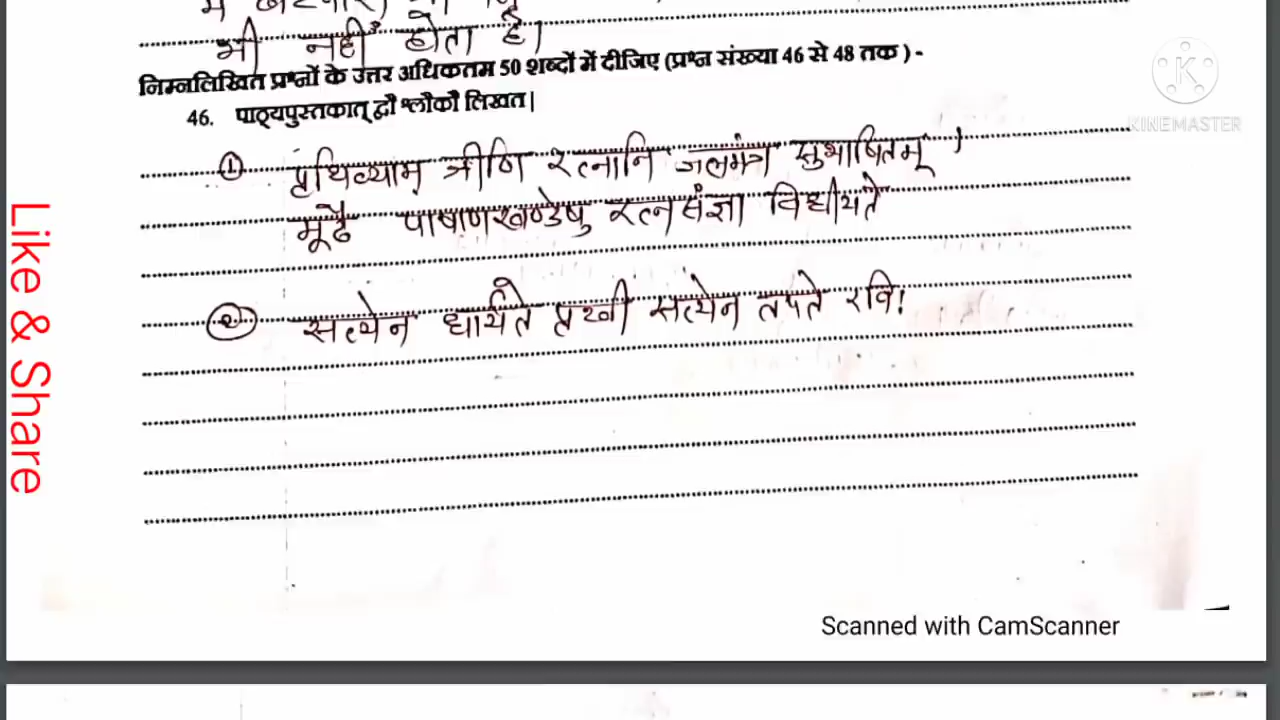 भी नहीं होता है।
निम्नलिखित प्रश्नों के उत्तर अधिकतम 50 शब्दों में दीजिए (प्रश्न संख्या 46 से 48 तक ) -
K
KINEMASTER
46. पाठ्यपुस्तकात् द्वौ श्लौकौ लिखत|
① पृथिव्याम् त्रीणि रत्नानि जलमंत्र सुभाषितम् ।
मूढै पाषाणखण्डेषु रत्नसंज्ञा विधीयते
② सत्येन धार्यते पृथ्वी सत्येन तपते रवि!
Like & Share
Scanned with CamScanner